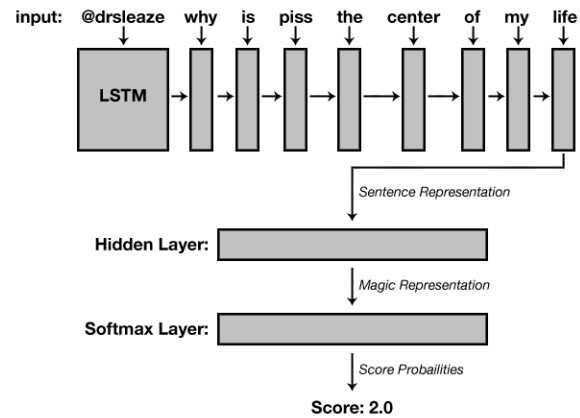 input: @drsleaze why is piss the center of my life
LSTM
Sentence Representation
Hidden Layer:
Magic Representation
Softmax Layer:
Score Probailities
Score: 2.0